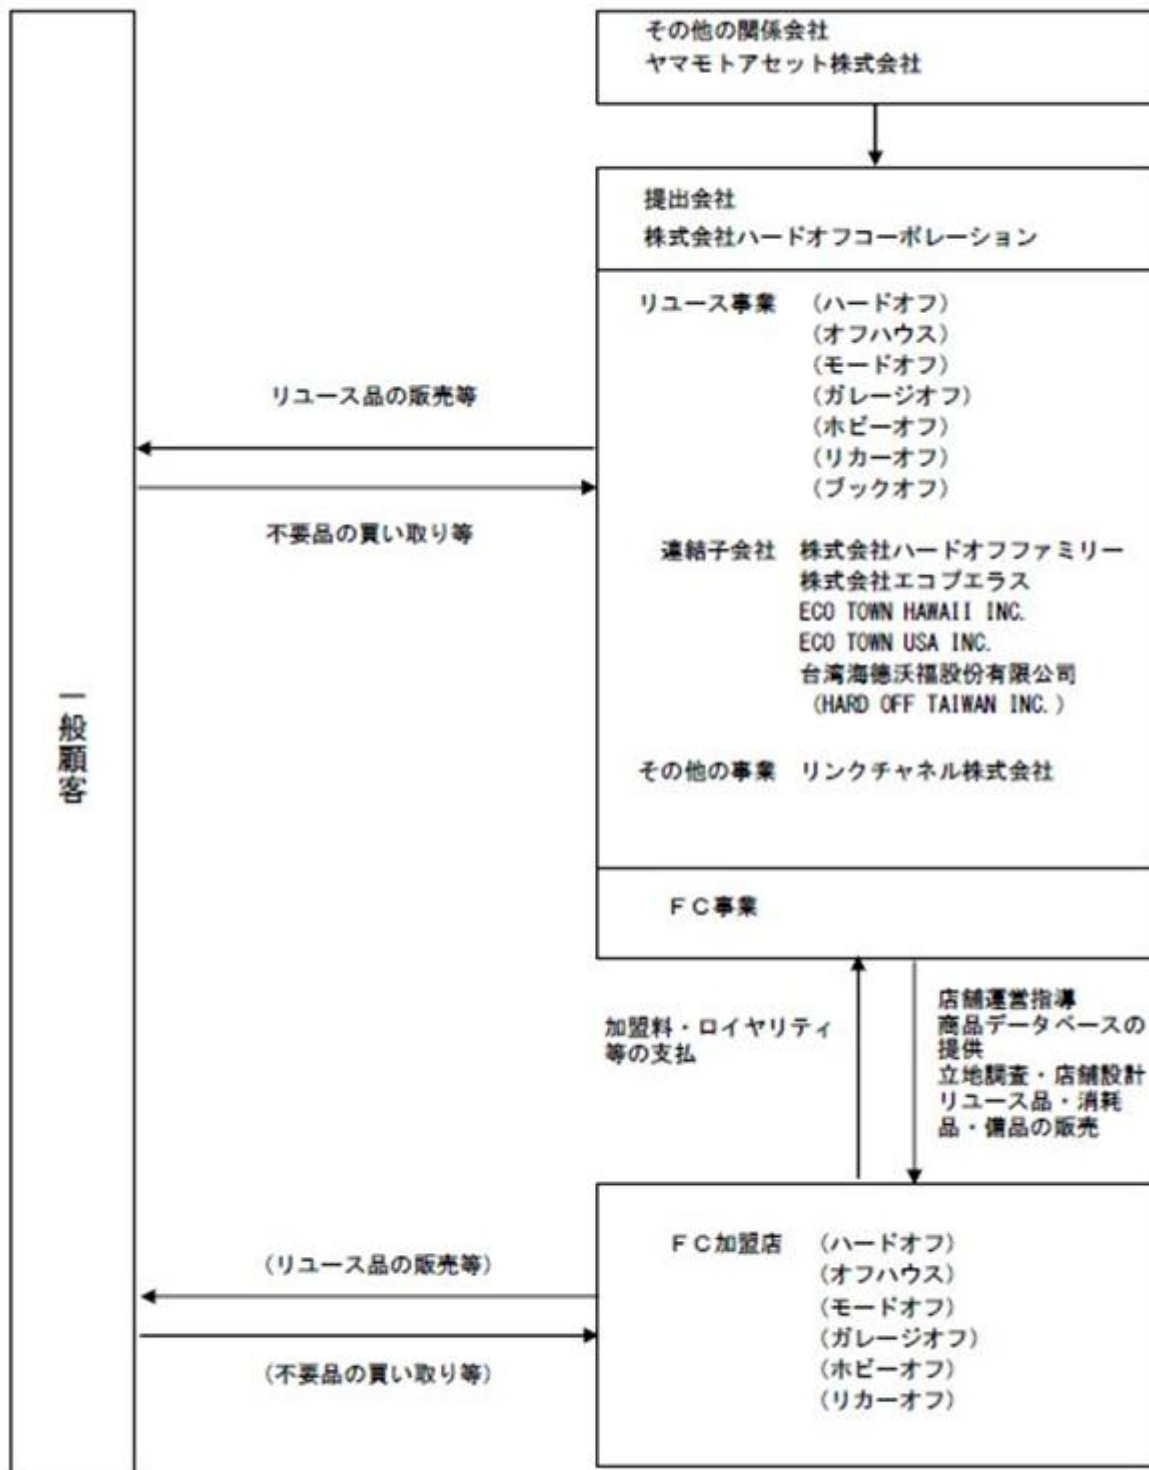 その他の関係会社
ヤマモトアセット株式会社
提出会社
株式会社ハードオフコーポレーション
リユース事業 (ハードオフ)
(オフハウス)
(モードオフ)
(ガレージオフ)
(ホビーオフ)
(リカーオフ)
(ブックオフ)
リユース品の販売等
不要品の買い取り等
連結子会社 株式会社ハードオフファミリー
株式会社エコプエラス
ECO TOWN HAWAII INC.
ECO TOWN USA INC.
台湾海德沃福股份有限公司
(HARD OFF TAIWAN INC.)
一般顧客
その他の事業 リンクチャネル株式会社
FC事業
加盟料・ロイヤリティ
等の支払
店舗運営指導
商品データベースの
提供
立地調査・店舗設計
リユース品・消耗
品・備品の販売
FC加盟店 (ハードオフ)
(オフハウス)
(モードオフ)
(ガレージオフ)
(ホビーオフ)
(リカーオフ)
(リユース品の販売等)
(不要品の買い取り等)